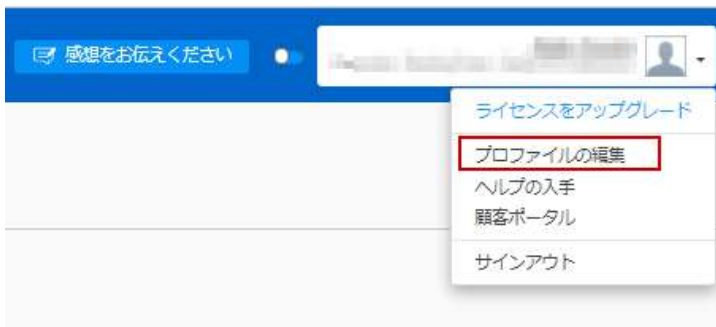 感想をお伝えください
ライセンスをアップグレード
プロファイルの編集
ヘルプの入手
顧客ポータル
サインアウト